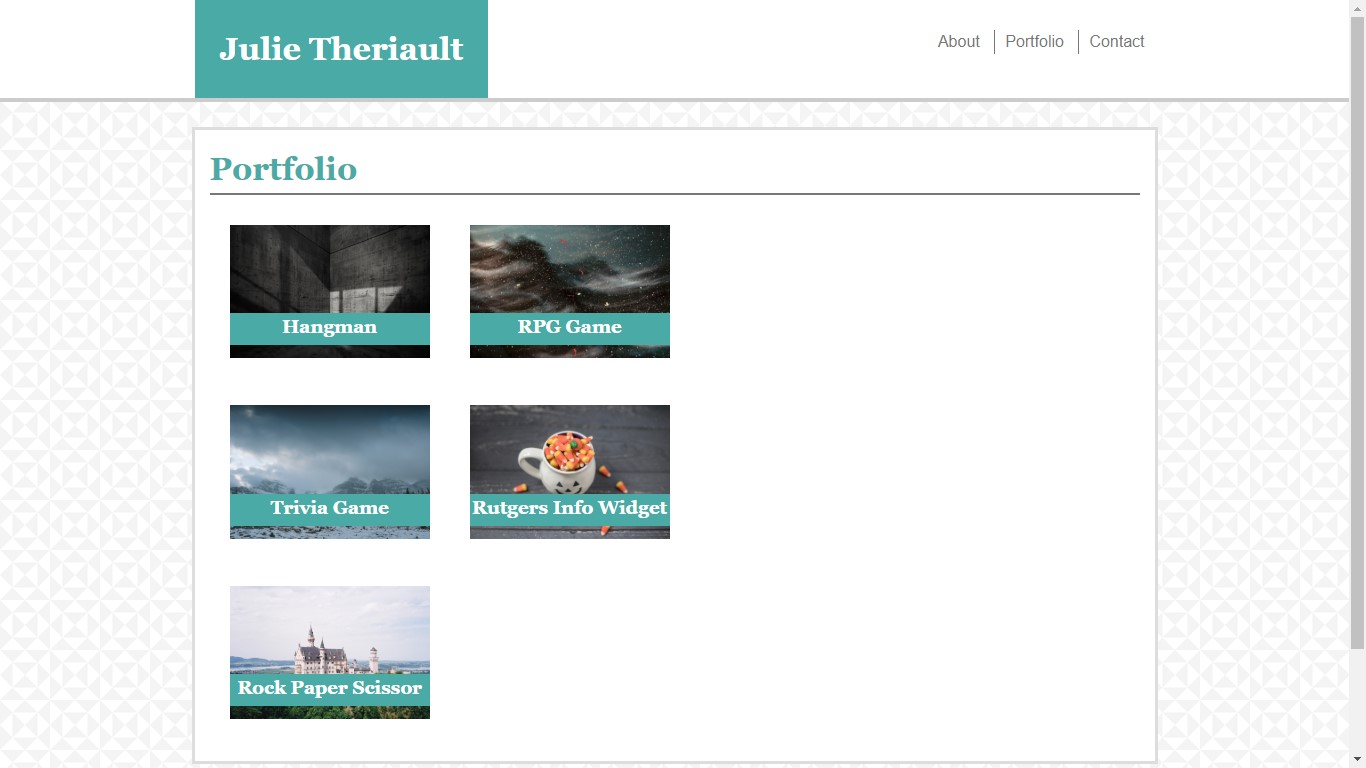 Julie Theriault
About
Portfolio
Contact
Portfolio
Hangman
RPG Game
Trivia Game
Rutgers Info Widget
Rock Paper Scissor